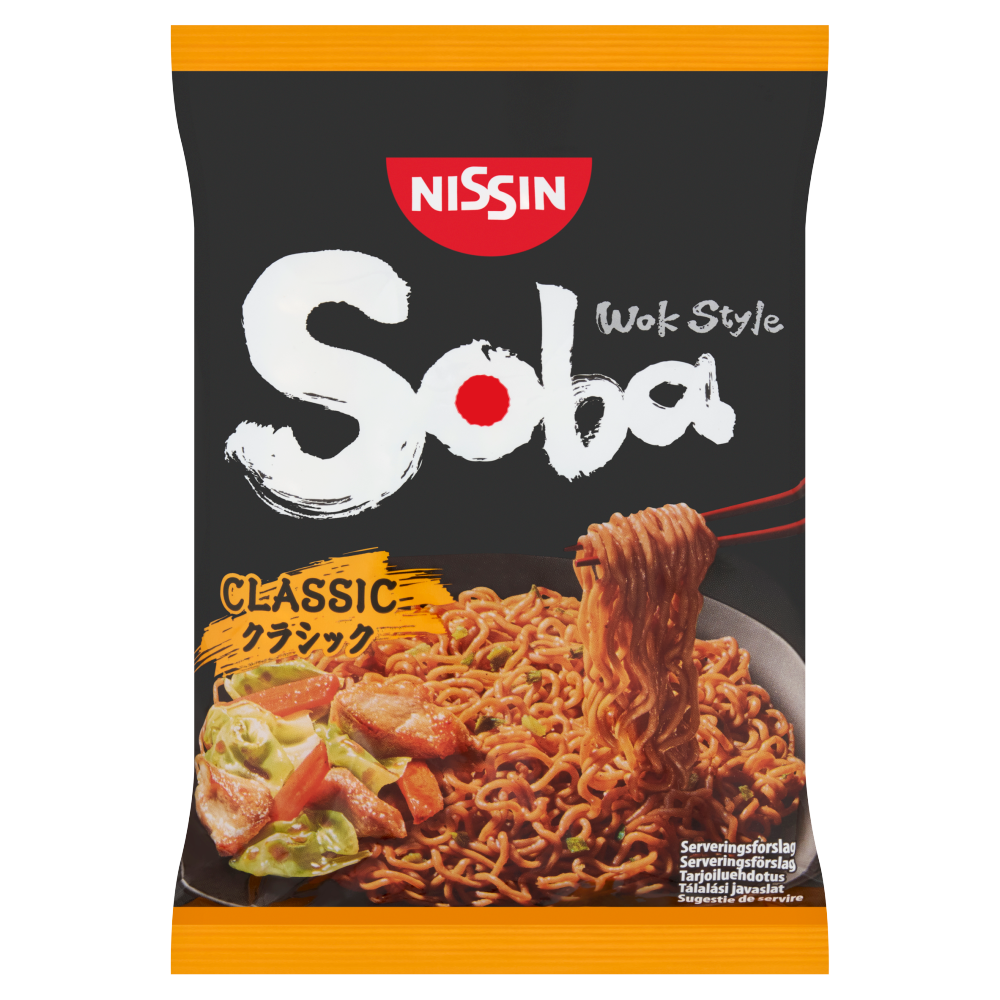 NISSIN
Soba
Wok Style
CLASSIC
クラシック
Serveringsforslag
Serveringsförslag
Tarjoiluehdotus
Tálalási javaslat
Sugestie de servire